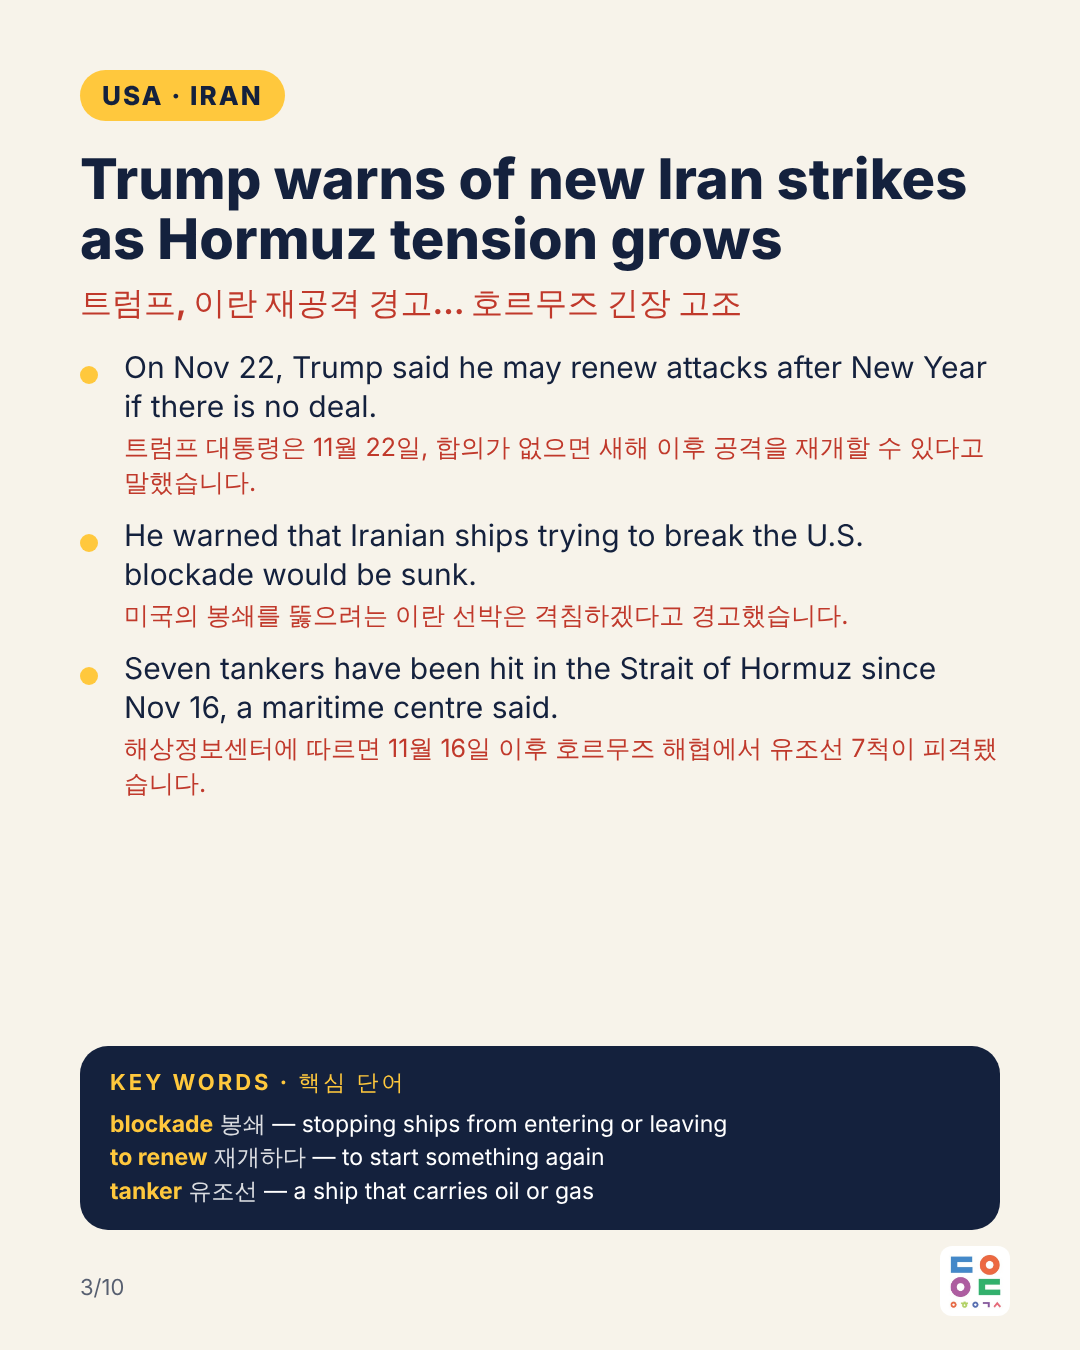 USA · IRAN
Trump warns of new Iran strikes
as Hormuz tension grows
트럼프, 이란 재공격 경고… 호르무즈 긴장 고조
On Nov 22, Trump said he may renew attacks after New Year
if there is no deal.
트럼프 대통령은 11월 22일, 합의가 없으면 새해 이후 공격을 재개할 수 있다고
말했습니다.
He warned that Iranian ships trying to break the U.S.
blockade would be sunk.
미국의 봉쇄를 뚫으려는 이란 선박은 격침하겠다고 경고했습니다.
Seven tankers have been hit in the Strait of Hormuz since
Nov 16, a maritime centre said.
해상정보센터에 따르면 11월 16일 이후 호르무즈 해협에서 유조선 7척이 피격됐
습니다.
KEY WORDS · 핵심 단어
blockade 봉쇄 — stopping ships from entering or leaving
to renew 재개하다 — to start something again
tanker 유조선 — a ship that carries oil or gas
3/10